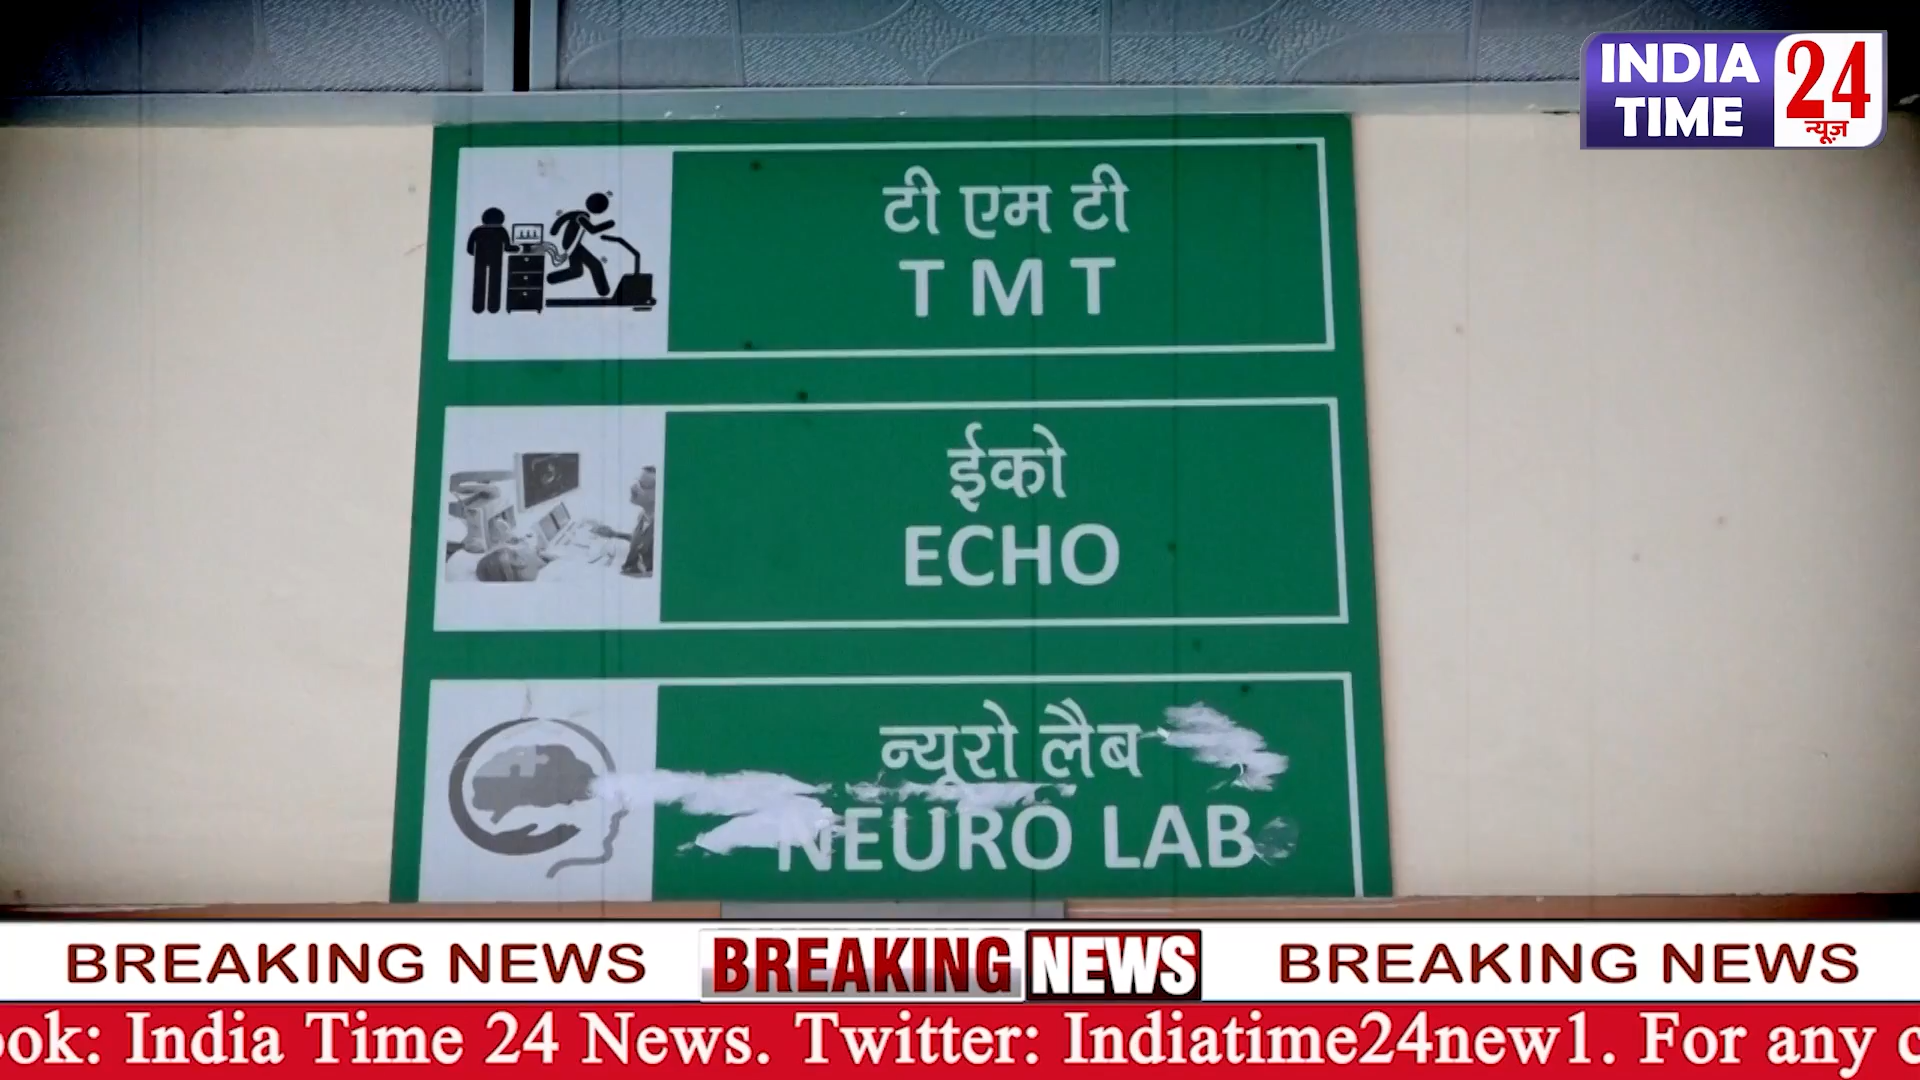 INDIA
TIME
24
न्यूज़
टी एम टी
T M T
ईको
ECHO
न्यूरो लैब
NEURO LAB
BREAKING NEWS
BREAKING NEWS
BREAKING NEWS
ook: India Time 24 News. Twitter: Indiatime24new1. For any c